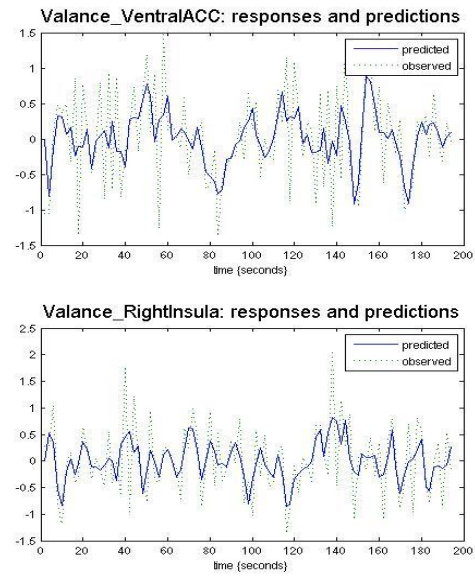 Valance_VentralACC: responses and predictions
1.5
1
0.5
0
-0.5
-1
-1.5
predicted
observed
0 20 40 60 80 100 120 140 160 180 200
time {seconds}
Valance_RightInsula: responses and predictions
2.5
2
1.5
1
0.5
0
-0.5
-1
-1.5
predicted
observed
0 20 40 60 80 100 120 140 160 180 200
time {seconds}